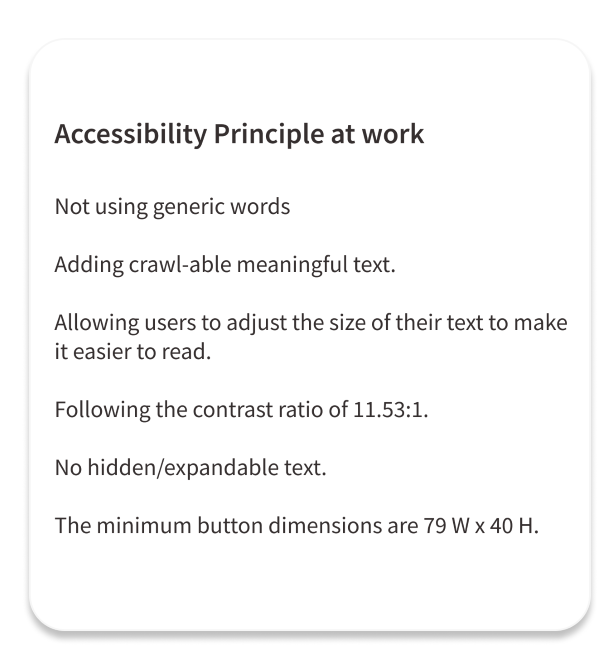 Accessibility Principle at work
Not using generic words
Adding crawl-able meaningful text.
Allowing users to adjust the size of their text to make
it easier to read.
Following the contrast ratio of 11.53:1.
No hidden/expandable text.
The minimum button dimensions are 79 W x 40 H.